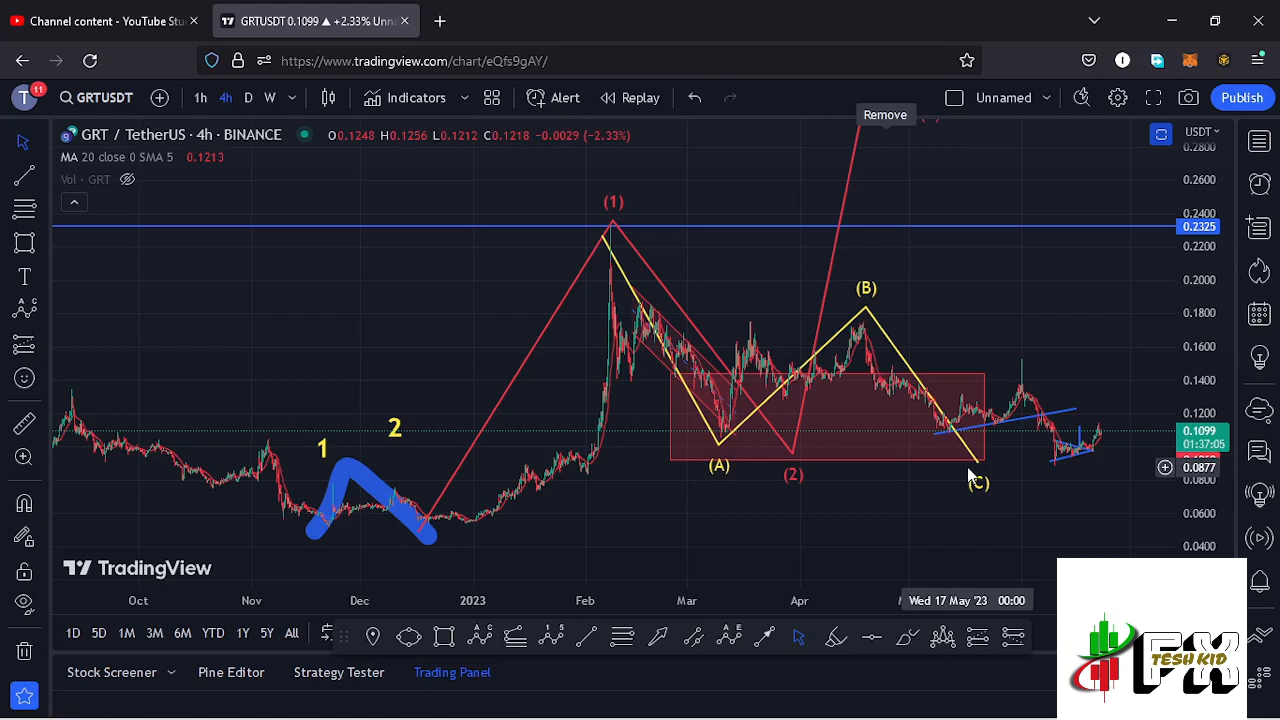 Channel content - YouTube Stu
GRTUSDT 0.1099 ▲ +2.33% Unna
https://www.tradingview.com/chart/eQfs9gAY/
T 11 GRTUSDT 1h 4h D W Indicators Alert Replay Unnamed Publish
Remove
GRT / TetherUS · 4h · BINANCE O0.1248 H0.1256 L0.1212 C0.1218 -0.0029 (-2.33%) USDT
MA 20 close 0 SMA 5 0.1213
Vol · GRT
0.2800
0.2600
0.2400
0.2325
0.2200
0.2000
0.1800
0.1600
0.1400
0.1200
0.1099
01:37:05
0.0877
0.0800
0.0600
0.0400
(1)
(B)
2
1
(A)
(2)
(C)
TradingView
Oct Nov Dec 2023 Feb Mar Apr Wed 17 May '23 00:00
1D 5D 1M 3M 6M YTD 1Y 5Y All
Stock Screener Pine Editor Strategy Tester Trading Panel
FX
TESH KID